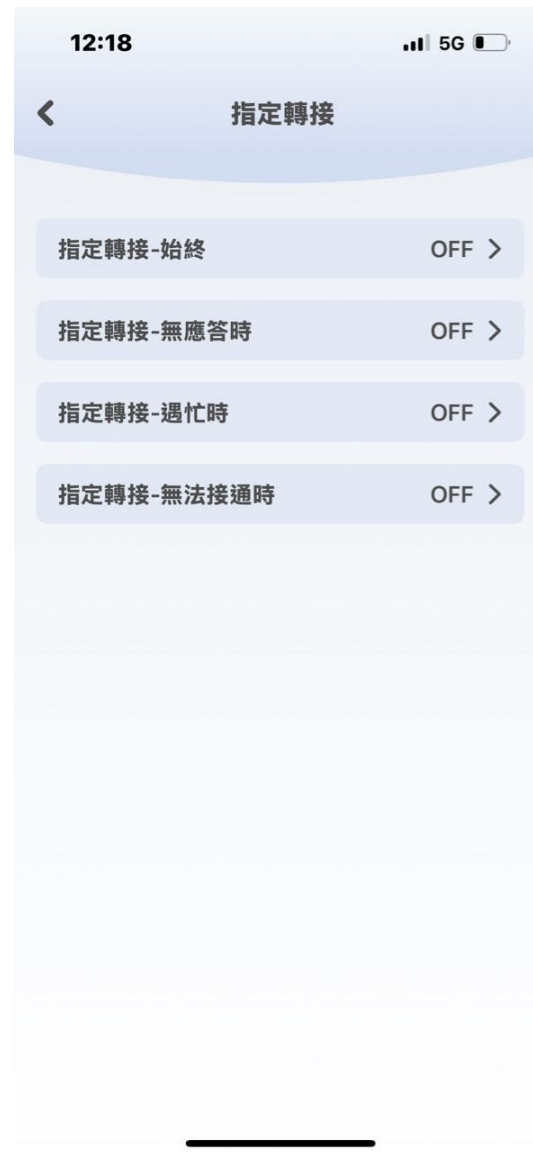 12:18 5G
指定轉接
指定轉接-始終 OFF
指定轉接-無應答時 OFF
指定轉接-遇忙時 OFF
指定轉接-無法接通時 OFF